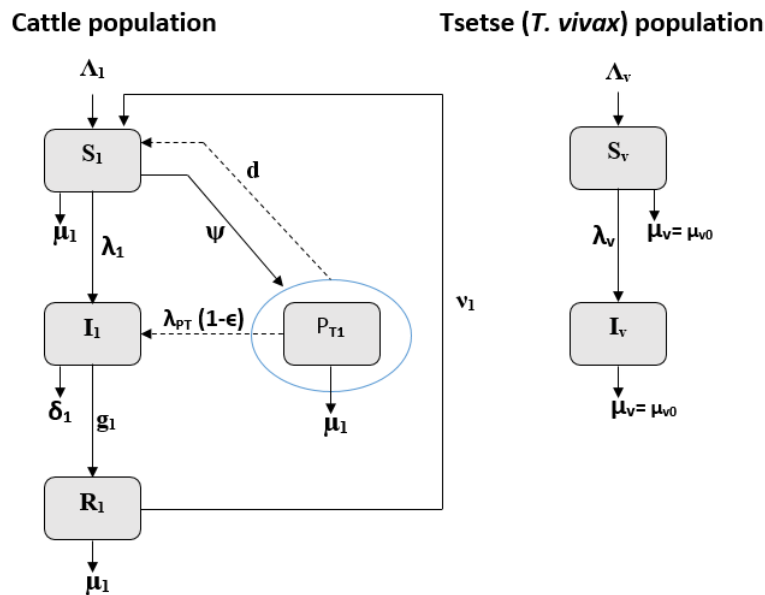 Cattle population
Tsetse (T. vivax) population
Λ1
Λv
S1
Sv
d
μ1
λ1
ψ
λv
μv= μv0
I1
λPT (1-ϵ)
PT1
ν1
Iv
δ1
g1
μ1
μv= μv0
R1
μ1